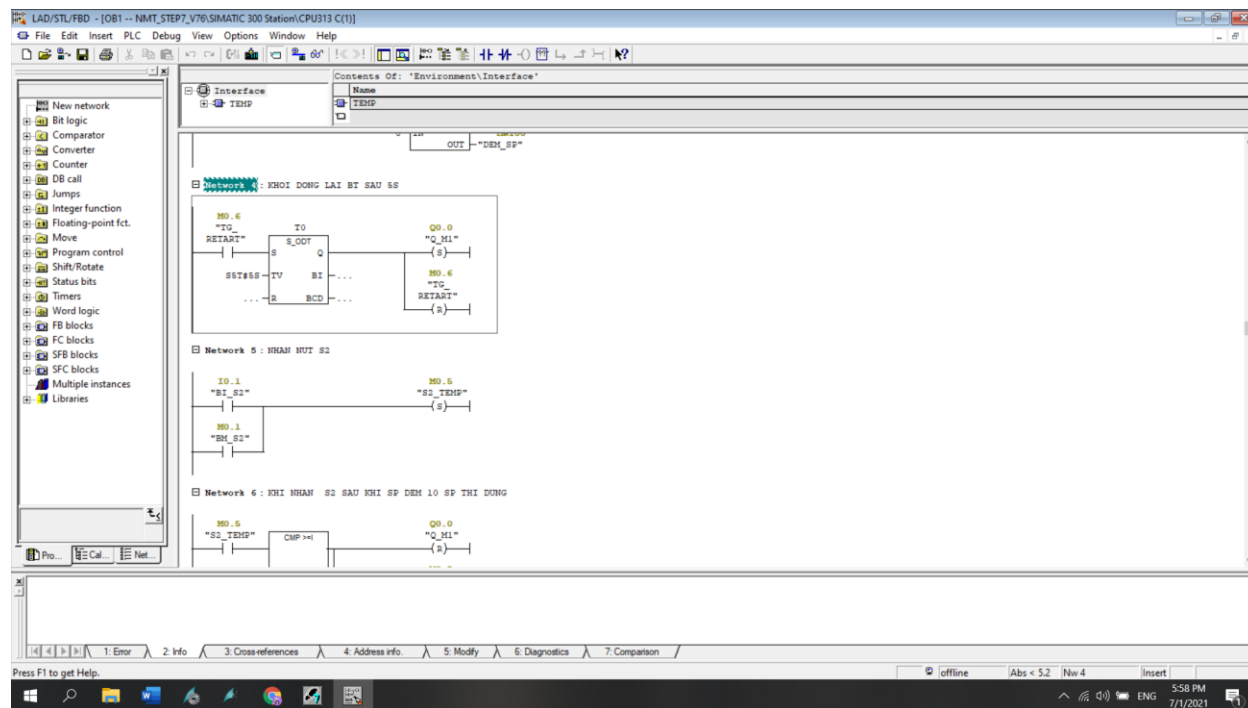 LAD/STL/FBD - [OB1 -- NMT_STEP7_V76\SIMATIC 300 Station\CPU313 C(1)]
File Edit Insert PLC Debug View Options Window Help
Contents Of: 'Environment\Interface'
Interface
TEMP
Name
TEMP
New network
Bit logic
Comparator
Converter
Counter
DB call
Jumps
Integer function
Floating-point fct.
Move
Program control
Shift/Rotate
Status bits
Timers
Word logic
FB blocks
FC blocks
SFB blocks
SFC blocks
Multiple instances
Libraries
Pro... Cal... Net...
OUT "DEM_SP"
Network 4 : KHOI DONG LAI BT SAU 5S
M0.6
"TG_
RETART"
T0
S_ODT
S Q
S5T#5S TV BI ...
... R BCD ...
Q0.0
"Q_M1"
(S)
M0.6
"TG_
RETART"
(R)
Network 5 : NHAN NUT S2
I0.1
"BI_S2"
M0.5
"S2_TEMP"
(S)
M0.1
"BM_S2"
Network 6 : KHI NHAN S2 SAU KHI SP DEM 10 SP THI DUNG
M0.5
"S2_TEMP"
CMP >=I
Q0.0
"Q_M1"
(R)
1: Error 2: Info 3: Cross-references 4: Address info. 5: Modify 6: Diagnostics 7: Comparison
Press F1 to get Help.
offline Abs < 5.2 Nw 4 Insert
ENG
5:58 PM
7/1/2021